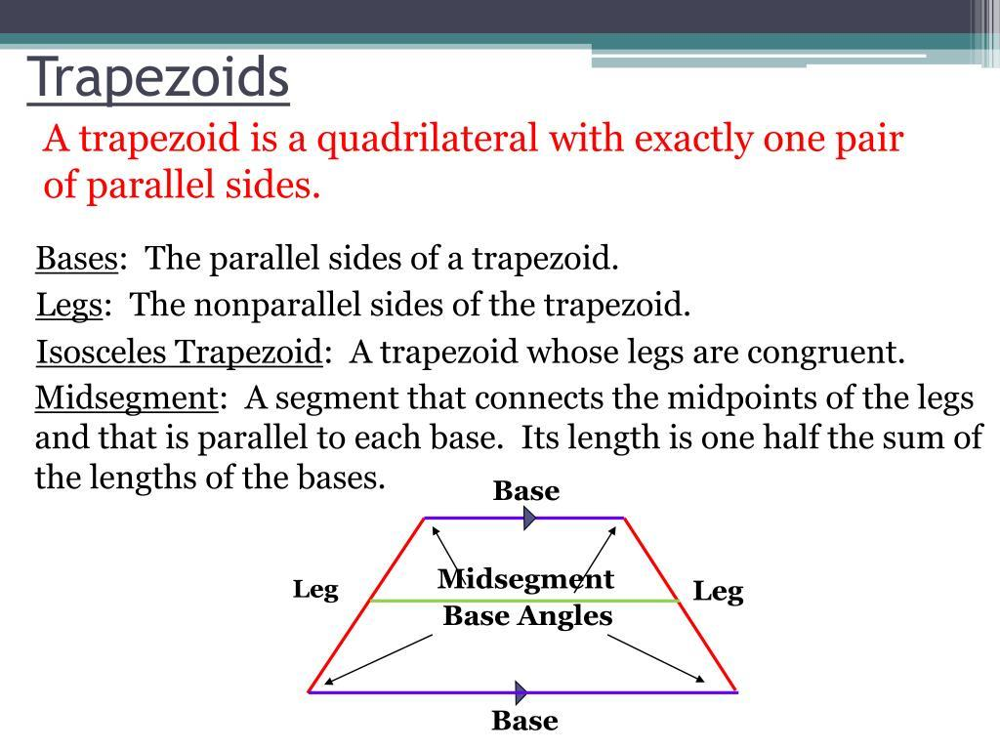 Trapezoids
A trapezoid is a quadrilateral with exactly one pair
of parallel sides.
Bases:  The parallel sides of a trapezoid.
Legs:  The nonparallel sides of the trapezoid.
Isosceles Trapezoid:  A trapezoid whose legs are congruent.
Midsegment:  A segment that connects the midpoints of the legs
and that is parallel to each base.  Its length is one half the sum of
the lengths of the bases.
Base
Midsegment
Leg
Leg
Base Angles
Base